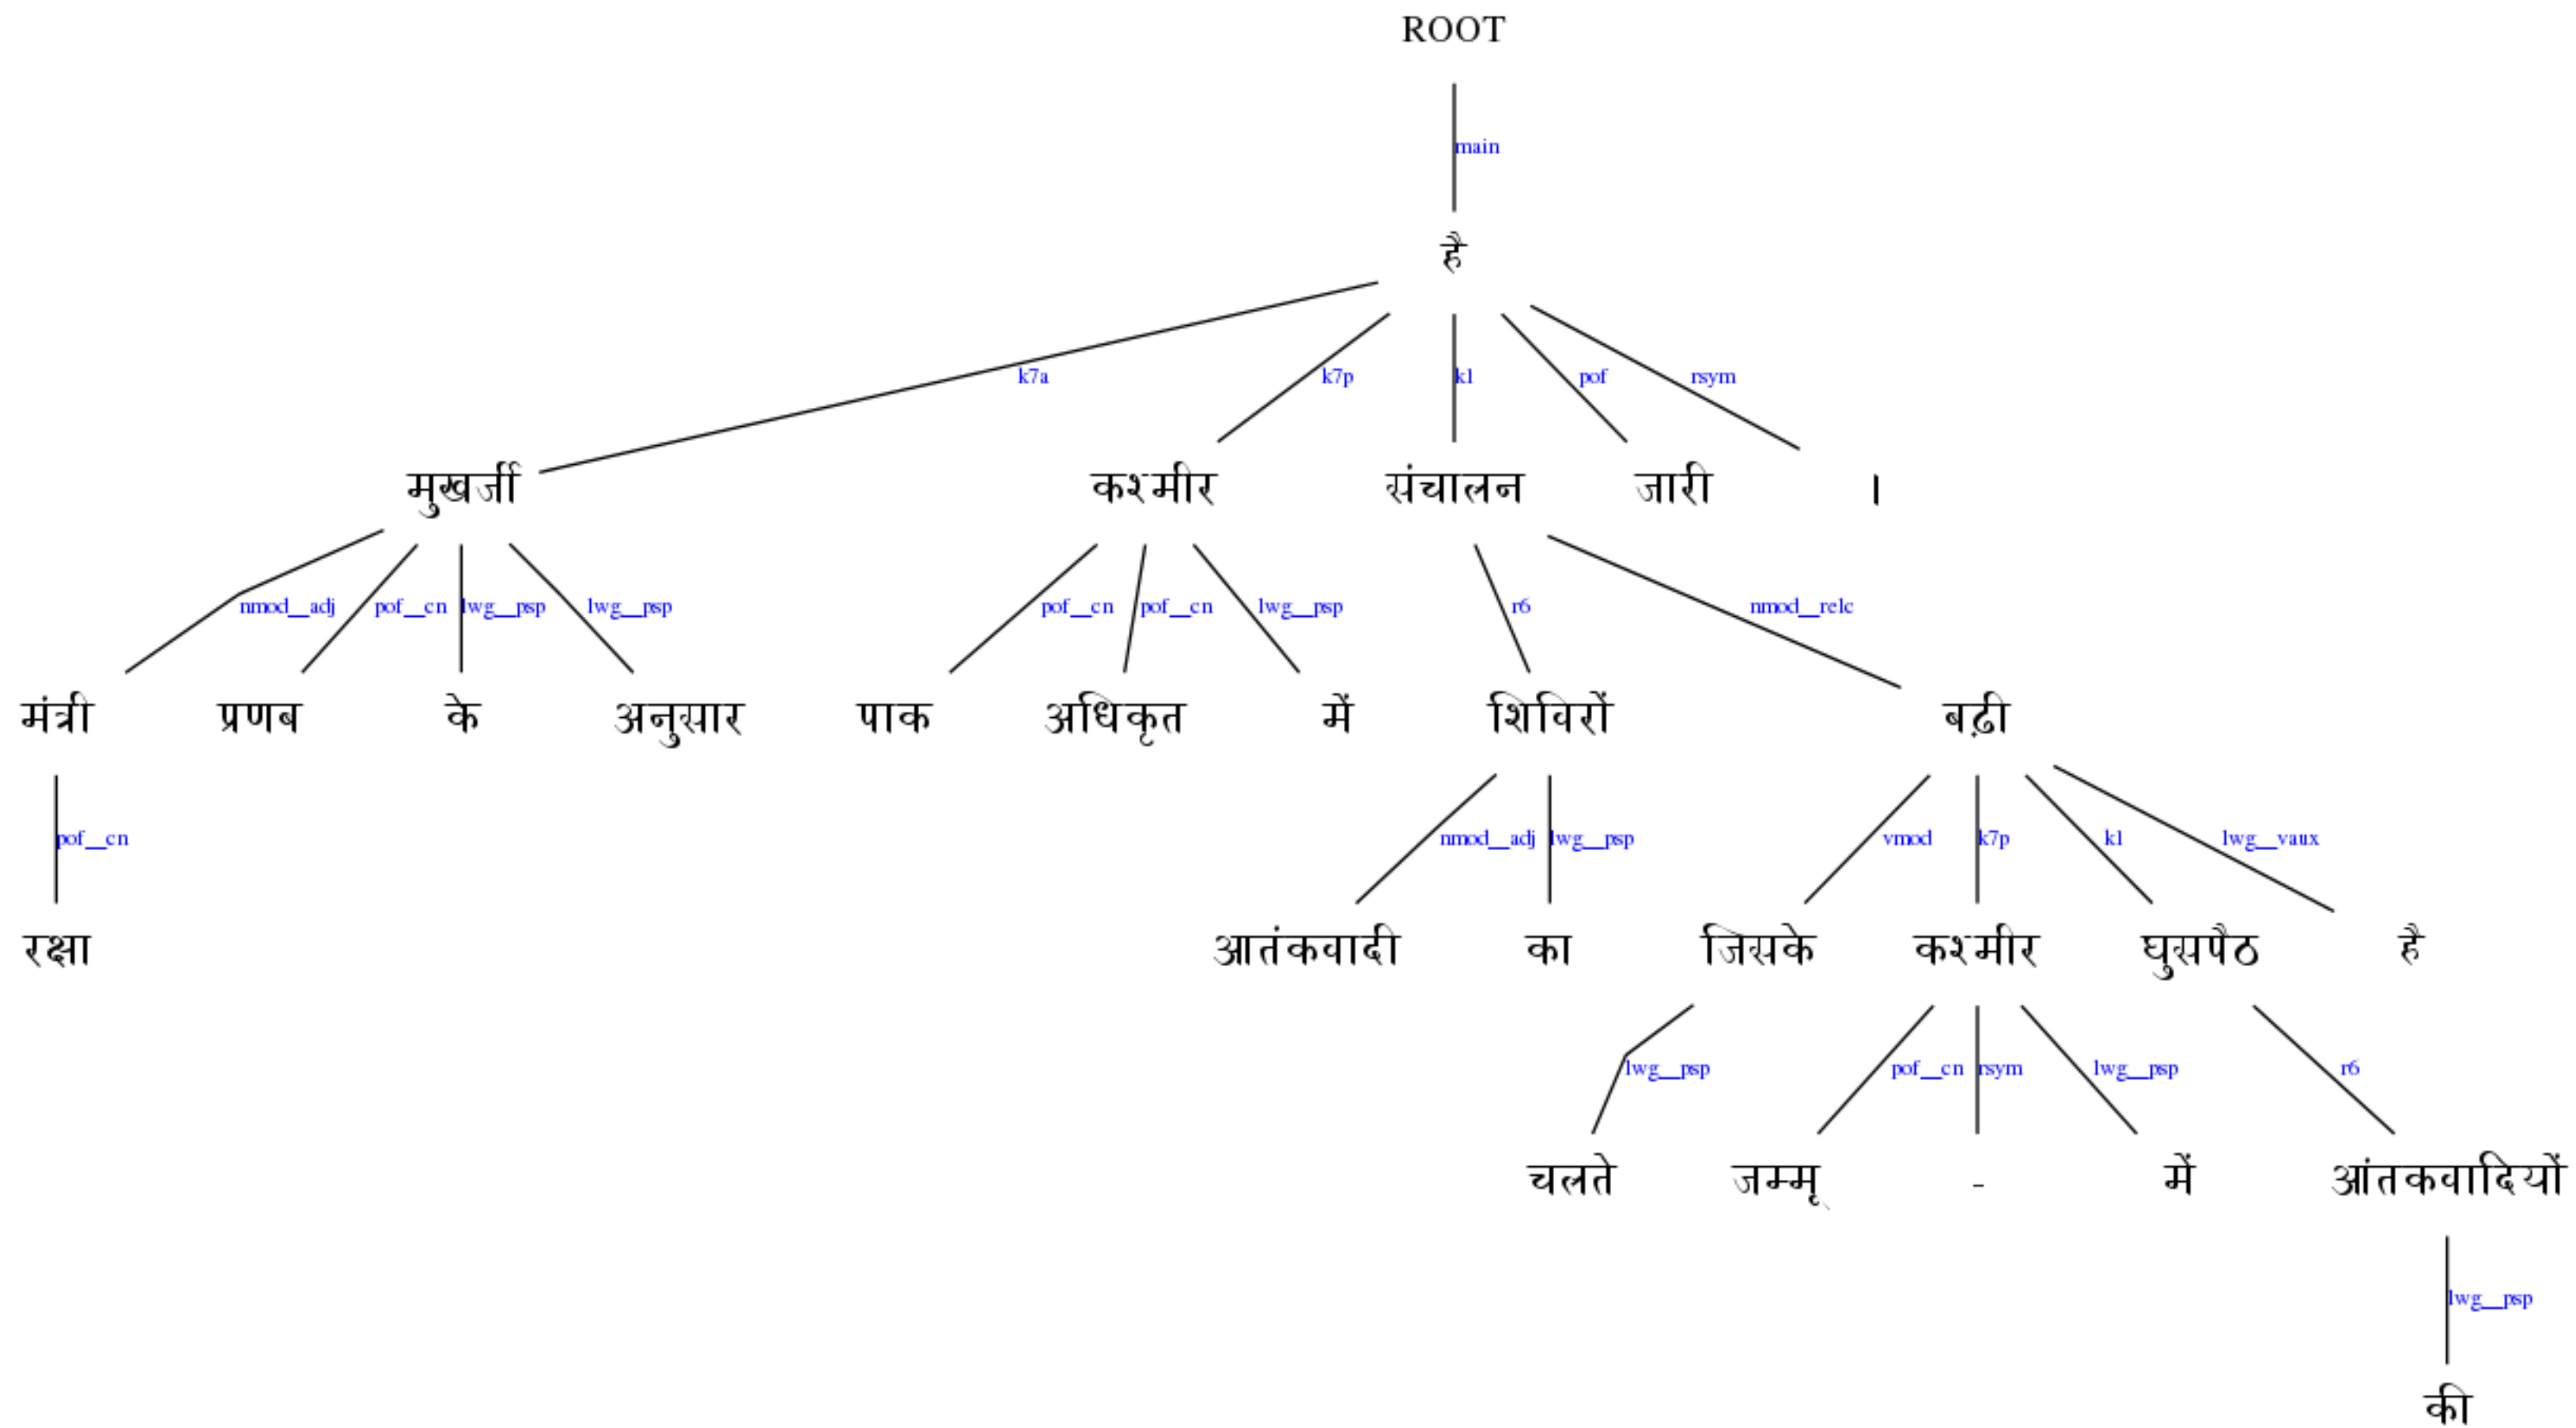 ROOT
main
है
k7a k7p k1 pof rsym
मुखर्जी कश्मीर संचालन जारी ।
nmod__adj pof__cn lwg__psp lwg__psp pof__cn pof__cn lwg__psp r6 nmod__relc
मंत्री प्रणब के अनुसार पाक अधिकृत में शिविरों बढ़ी
pof__cn nmod__adj lwg__psp vmod k7p k1 lwg__vaux
रक्षा आतंकवादी का जिसके कश्मीर घुसपैठ है
lwg__psp pof__cn rsym lwg__psp r6
चलते जम्मू - में आंतकवादियों
lwg__psp
की